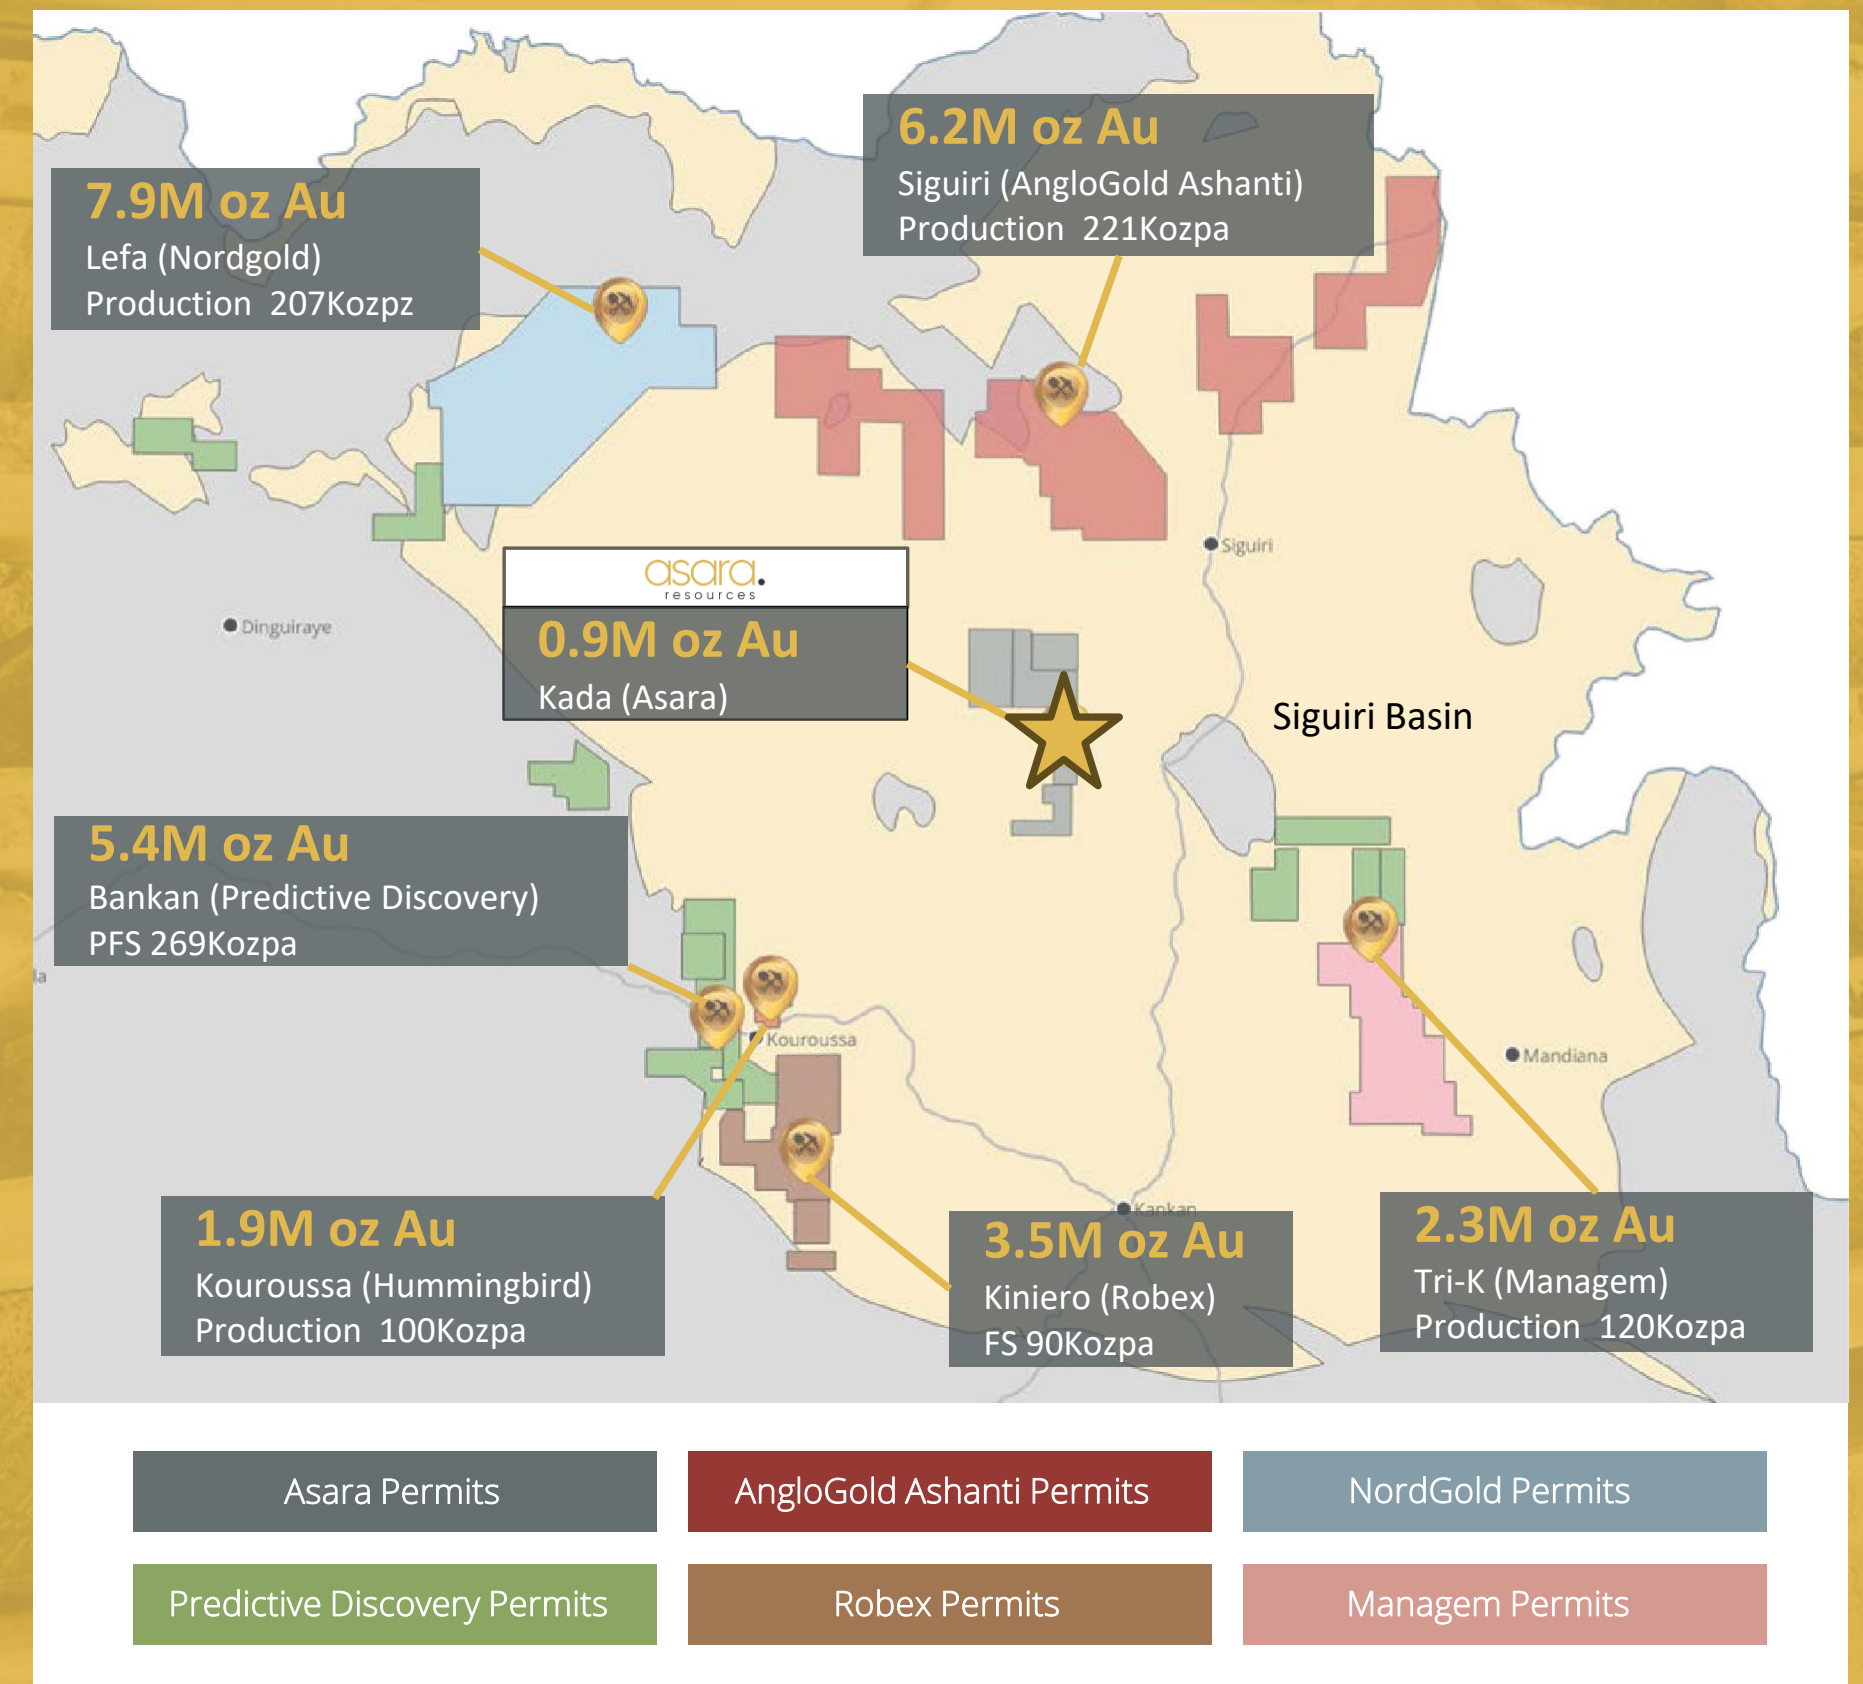 6.2M oz Au
Siguiri (AngloGold Ashanti)
Production 221Kozpa
7.9M oz Au
Lefa (Nordgold)
Production 207Kozpz
Siguiri
asara.
resources
0.9M oz Au
Kada (Asara)
Dinguiraye
Siguiri Basin
5.4M oz Au
Bankan (Predictive Discovery)
PFS 269Kozpa
la
Kouroussa
Mandiana
Kankan
1.9M oz Au
Kouroussa (Hummingbird)
Production 100Kozpa
3.5M oz Au
Kiniero (Robex)
FS 90Kozpa
2.3M oz Au
Tri-K (Managem)
Production 120Kozpa
Asara Permits
AngloGold Ashanti Permits
NordGold Permits
Predictive Discovery Permits
Robex Permits
Managem Permits